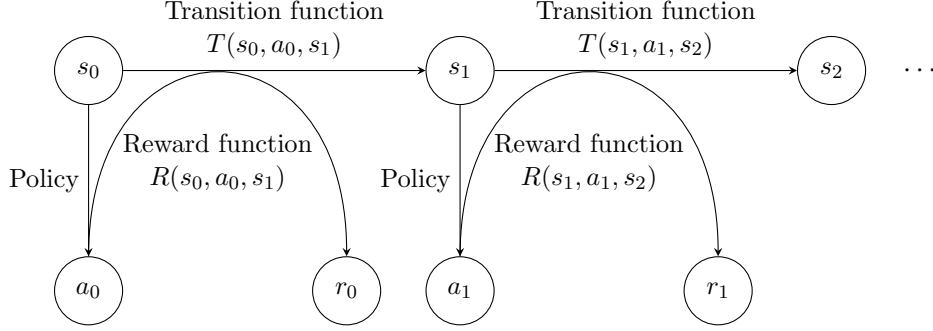 Transition function
T(s₀, a₀, s₁)
Transition function
T(s₁, a₁, s₂)
s₀
s₁
s₂
⋯
Reward function
R(s₀, a₀, s₁)
Reward function
R(s₁, a₁, s₂)
Policy
Policy
a₀
r₀
a₁
r₁